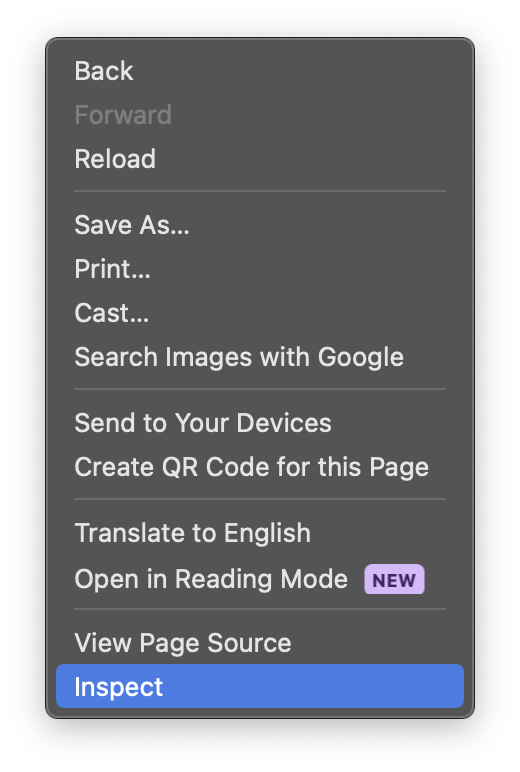 Back
Forward
Reload
Save As...
Print...
Cast...
Search Images with Google
Send to Your Devices
Create QR Code for this Page
Translate to English
Open in Reading Mode NEW
View Page Source
Inspect